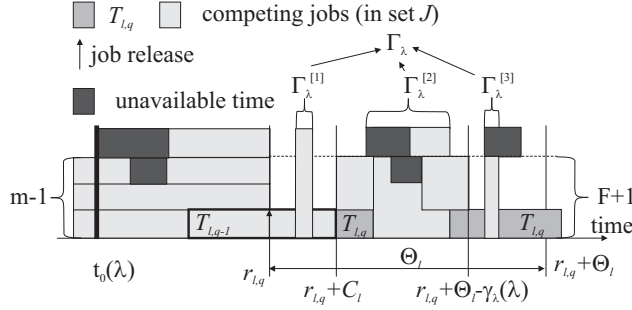 T_{l,q} competing jobs (in set J)
job release
Γ_λ
Γ_λ^{[1]} Γ_λ^{[2]} Γ_λ^{[3]}
unavailable time
m-1 F+1
T_{l,q-1} T_{l,q} T_{l,q} time
t_0(λ) r_{l,q} Θ_l r_{l,q}+Θ_l
r_{l,q}+C_l r_{l,q}+Θ_l-γ_λ(λ)